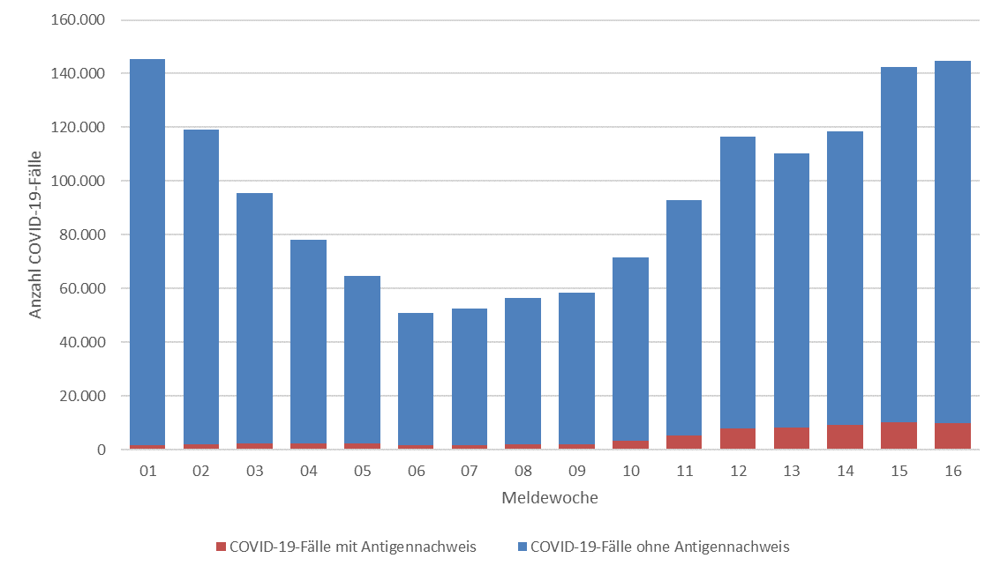 160.000
140.000
120.000
100.000
80.000
60.000
40.000
20.000
0
Anzahl COVID-19-Fälle
01 02 03 04 05 06 07 08 09 10 11 12 13 14 15 16
Meldewoche
COVID-19-Fälle mit Antigennachweis COVID-19-Fälle ohne Antigennachweis